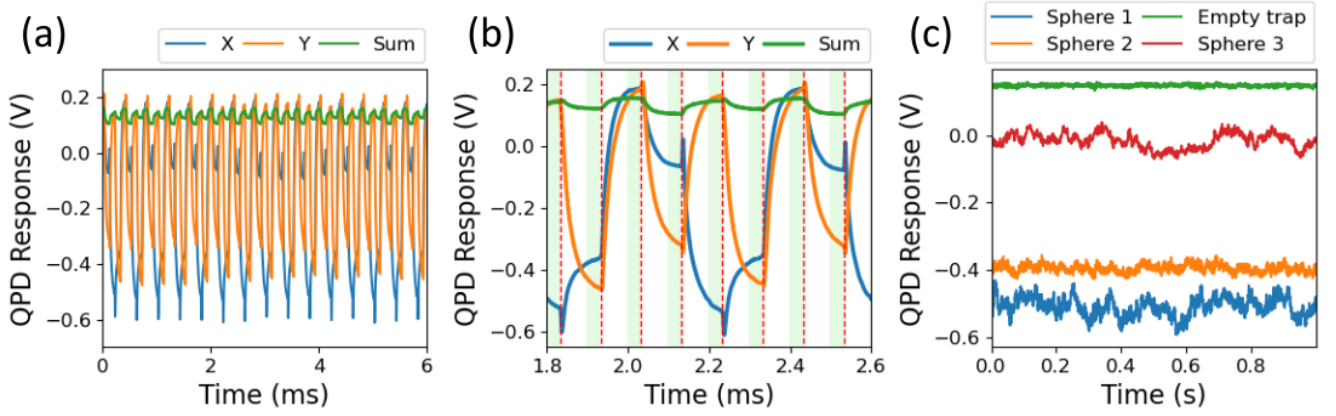 (a)
X Y Sum
QPD Response (V)
0.2
0.0
−0.2
−0.4
−0.6
0 2 4 6
Time (ms)
(b)
X Y Sum
QPD Response (V)
0.2
0.0
−0.2
−0.4
−0.6
1.8 2.0 2.2 2.4 2.6
Time (ms)
(c)
Sphere 1 Empty trap
Sphere 2 Sphere 3
QPD Response (V)
0.0
−0.2
−0.4
−0.6
0.0 0.2 0.4 0.6 0.8
Time (s)